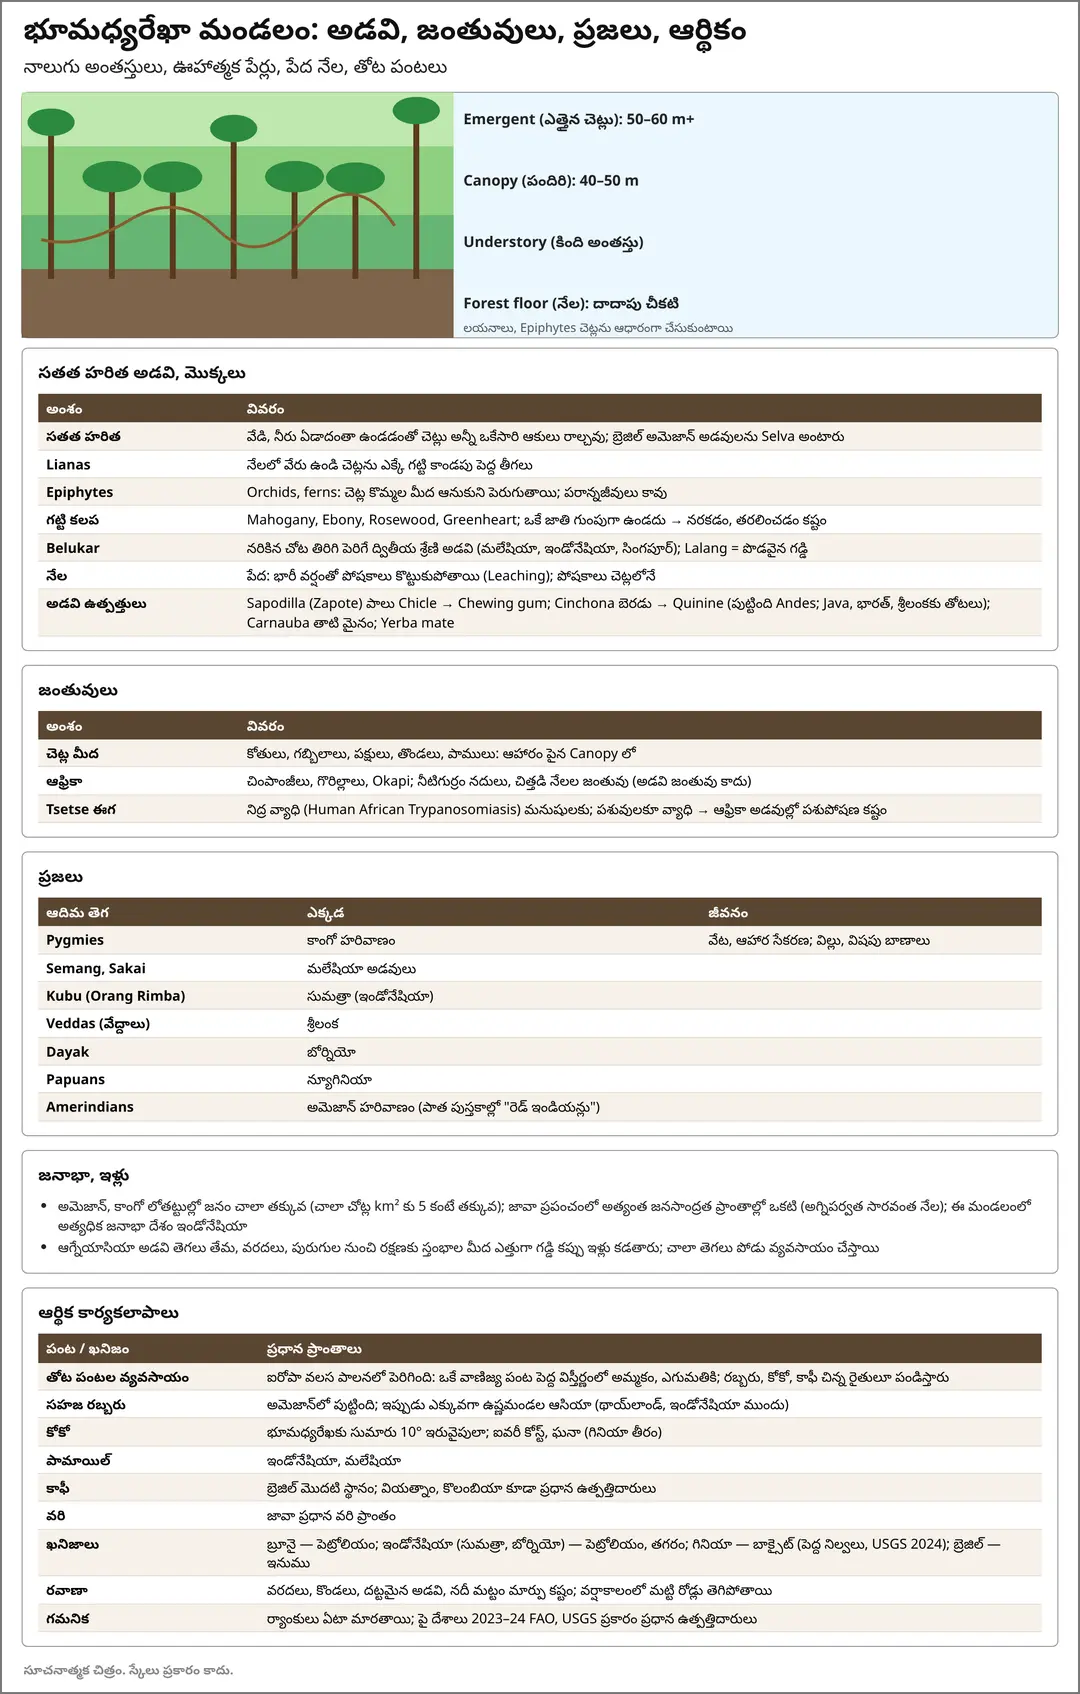 భూమధ్యరేఖా మండలం: అడవి, జంతువులు, ప్రజలు, ఆర్థికం
నాలుగు అంతస్తులు, ఊహాత్మక పేర్లు, పేద నేల, తోట పంటలు
Emergent (ఎత్తైన చెట్లు): 50–60 m+
Canopy (పందిరి): 40–50 m
Understory (కింది అంతస్తు)
Forest floor (నేల): దాదాపు చీకటి
లయనాలు, Epiphytes చెట్లను ఆధారంగా చేసుకుంటాయి
సతత హరిత అడవి, మొక్కలు
అంశం వివరం
సతత హరిత వేడి, నీరు ఏడాదంతా ఉండడంతో చెట్లు అన్నీ ఒకేసారి ఆకులు రాల్చవు; బ్రెజిల్ అమెజాన్ అడవులను Selva అంటారు
Lianas నేలలో వేరు ఉండి చెట్లను ఎక్కే గట్టి కాండపు పెద్ద తీగలు
Epiphytes Orchids, ferns: చెట్ల కొమ్మల మీద ఆనుకుని పెరుగుతాయి; పరాన్నజీవులు కావు
గట్టి కలప Mahogany, Ebony, Rosewood, Greenheart; ఒకే జాతి గుంపుగా ఉండదు → నరకడం, తరలించడం కష్టం
Belukar నరికిన చోట తిరిగి పెరిగే ద్వితీయ శ్రేణి అడవి (మలేషియా, ఇండోనేషియా, సింగపూర్); Lalang = పొడవైన గడ్డి
నేల పేద: భారీ వర్షంతో పోషకాలు కొట్టుకుపోతాయి (Leaching); పోషకాలు చెట్లలోనే
అడవి ఉత్పత్తులు Sapodilla (Zapote) పాలు Chicle → Chewing gum; Cinchona బెరడు → Quinine (పుట్టింది Andes; Java, భారత్, శ్రీలంకకు తోటలు);
Carnauba తాటి మైనం; Yerba mate
జంతువులు
అంశం వివరం
చెట్ల మీద కోతులు, గబ్బిలాలు, పక్షులు, తొండలు, పాములు: ఆహారం పైన Canopy లో
ఆఫ్రికా చింపాంజీలు, గొరిల్లాలు, Okapi; నీటిగుర్రం నదులు, చిత్తడి నేలల జంతువు (అడవి జంతువు కాదు)
Tsetse ఈగ నిద్ర వ్యాధి (Human African Trypanosomiasis) మనుషులకు; పశువులకూ వ్యాధి → ఆఫ్రికా అడవుల్లో పశుపోషణ కష్టం
ప్రజలు
ఆదిమ తెగ ఎక్కడ జీవనం
Pygmies కాంగో హరివాణం వేట, ఆహార సేకరణ; విల్లు, విషపు బాణాలు
Semang, Sakai మలేషియా అడవులు
Kubu (Orang Rimba) సుమత్రా (ఇండోనేషియా)
Veddas (వేద్దాలు) శ్రీలంక
Dayak బోర్నియో
Papuans న్యూగినియా
Amerindians అమెజాన్ హరివాణం (పాత పుస్తకాల్లో "రెడ్ ఇండియన్లు")
జనాభా, ఇళ్లు
• అమెజాన్, కాంగో లోతట్టుల్లో జనం చాలా తక్కువ (చాలా చోట్ల km² కు 5 కంటే తక్కువ); జావా ప్రపంచంలో అత్యంత జనసాంద్రత ప్రాంతాల్లో ఒకటి (అగ్నిపర్వత సారవంత నేల); ఈ మండలంలో
అత్యధిక జనాభా దేశం ఇండోనేషియా
• ఆగ్నేయాసియా అడవి తెగలు తేమ, వరదలు, పురుగుల నుంచి రక్షణకు స్తంభాల మీద ఎత్తుగా గడ్డి కప్పు ఇళ్లు కడతారు; చాలా తెగలు పోడు వ్యవసాయం చేస్తాయి
ఆర్థిక కార్యకలాపాలు
పంట / ఖనిజం ప్రధాన ప్రాంతాలు
తోట పంటల వ్యవసాయం ఐరోపా వలస పాలనలో పెరిగింది: ఒకే వాణిజ్య పంట పెద్ద విస్తీర్ణంలో అమ్మకం, ఎగుమతికి; రబ్బరు, కోకో, కాఫీ చిన్న రైతులూ పండిస్తారు
సహజ రబ్బరు అమెజాన్‌లో పుట్టింది; ఇప్పుడు ఎక్కువగా ఉష్ణమండల ఆసియా (థాయ్‌లాండ్, ఇండోనేషియా ముందు)
కోకో భూమధ్యరేఖకు సుమారు 10° ఇరువైపులా; ఐవరీ కోస్ట్, ఘనా (గినియా తీరం)
పామాయిల్ ఇండోనేషియా, మలేషియా
కాఫీ బ్రెజిల్ మొదటి స్థానం; వియత్నాం, కొలంబియా కూడా ప్రధాన ఉత్పత్తిదారులు
వరి జావా ప్రధాన వరి ప్రాంతం
ఖనిజాలు బ్రూనై — పెట్రోలియం; ఇండోనేషియా (సుమత్రా, బోర్నియో) — పెట్రోలియం, తగరం; గినియా — బాక్సైట్ (పెద్ద నిల్వలు, USGS 2024); బ్రెజిల్ —
ఇనుము
రవాణా వరదలు, కొండలు, దట్టమైన అడవి, నదీ మట్టం మార్పు కష్టం; వర్షాకాలంలో మట్టి రోడ్లు తెగిపోతాయి
గమనిక ర్యాంకులు ఏటా మారతాయి; పై దేశాలు 2023–24 FAO, USGS ప్రకారం ప్రధాన ఉత్పత్తిదారులు
సూచనాత్మక చిత్రం. స్కేలు ప్రకారం కాదు.